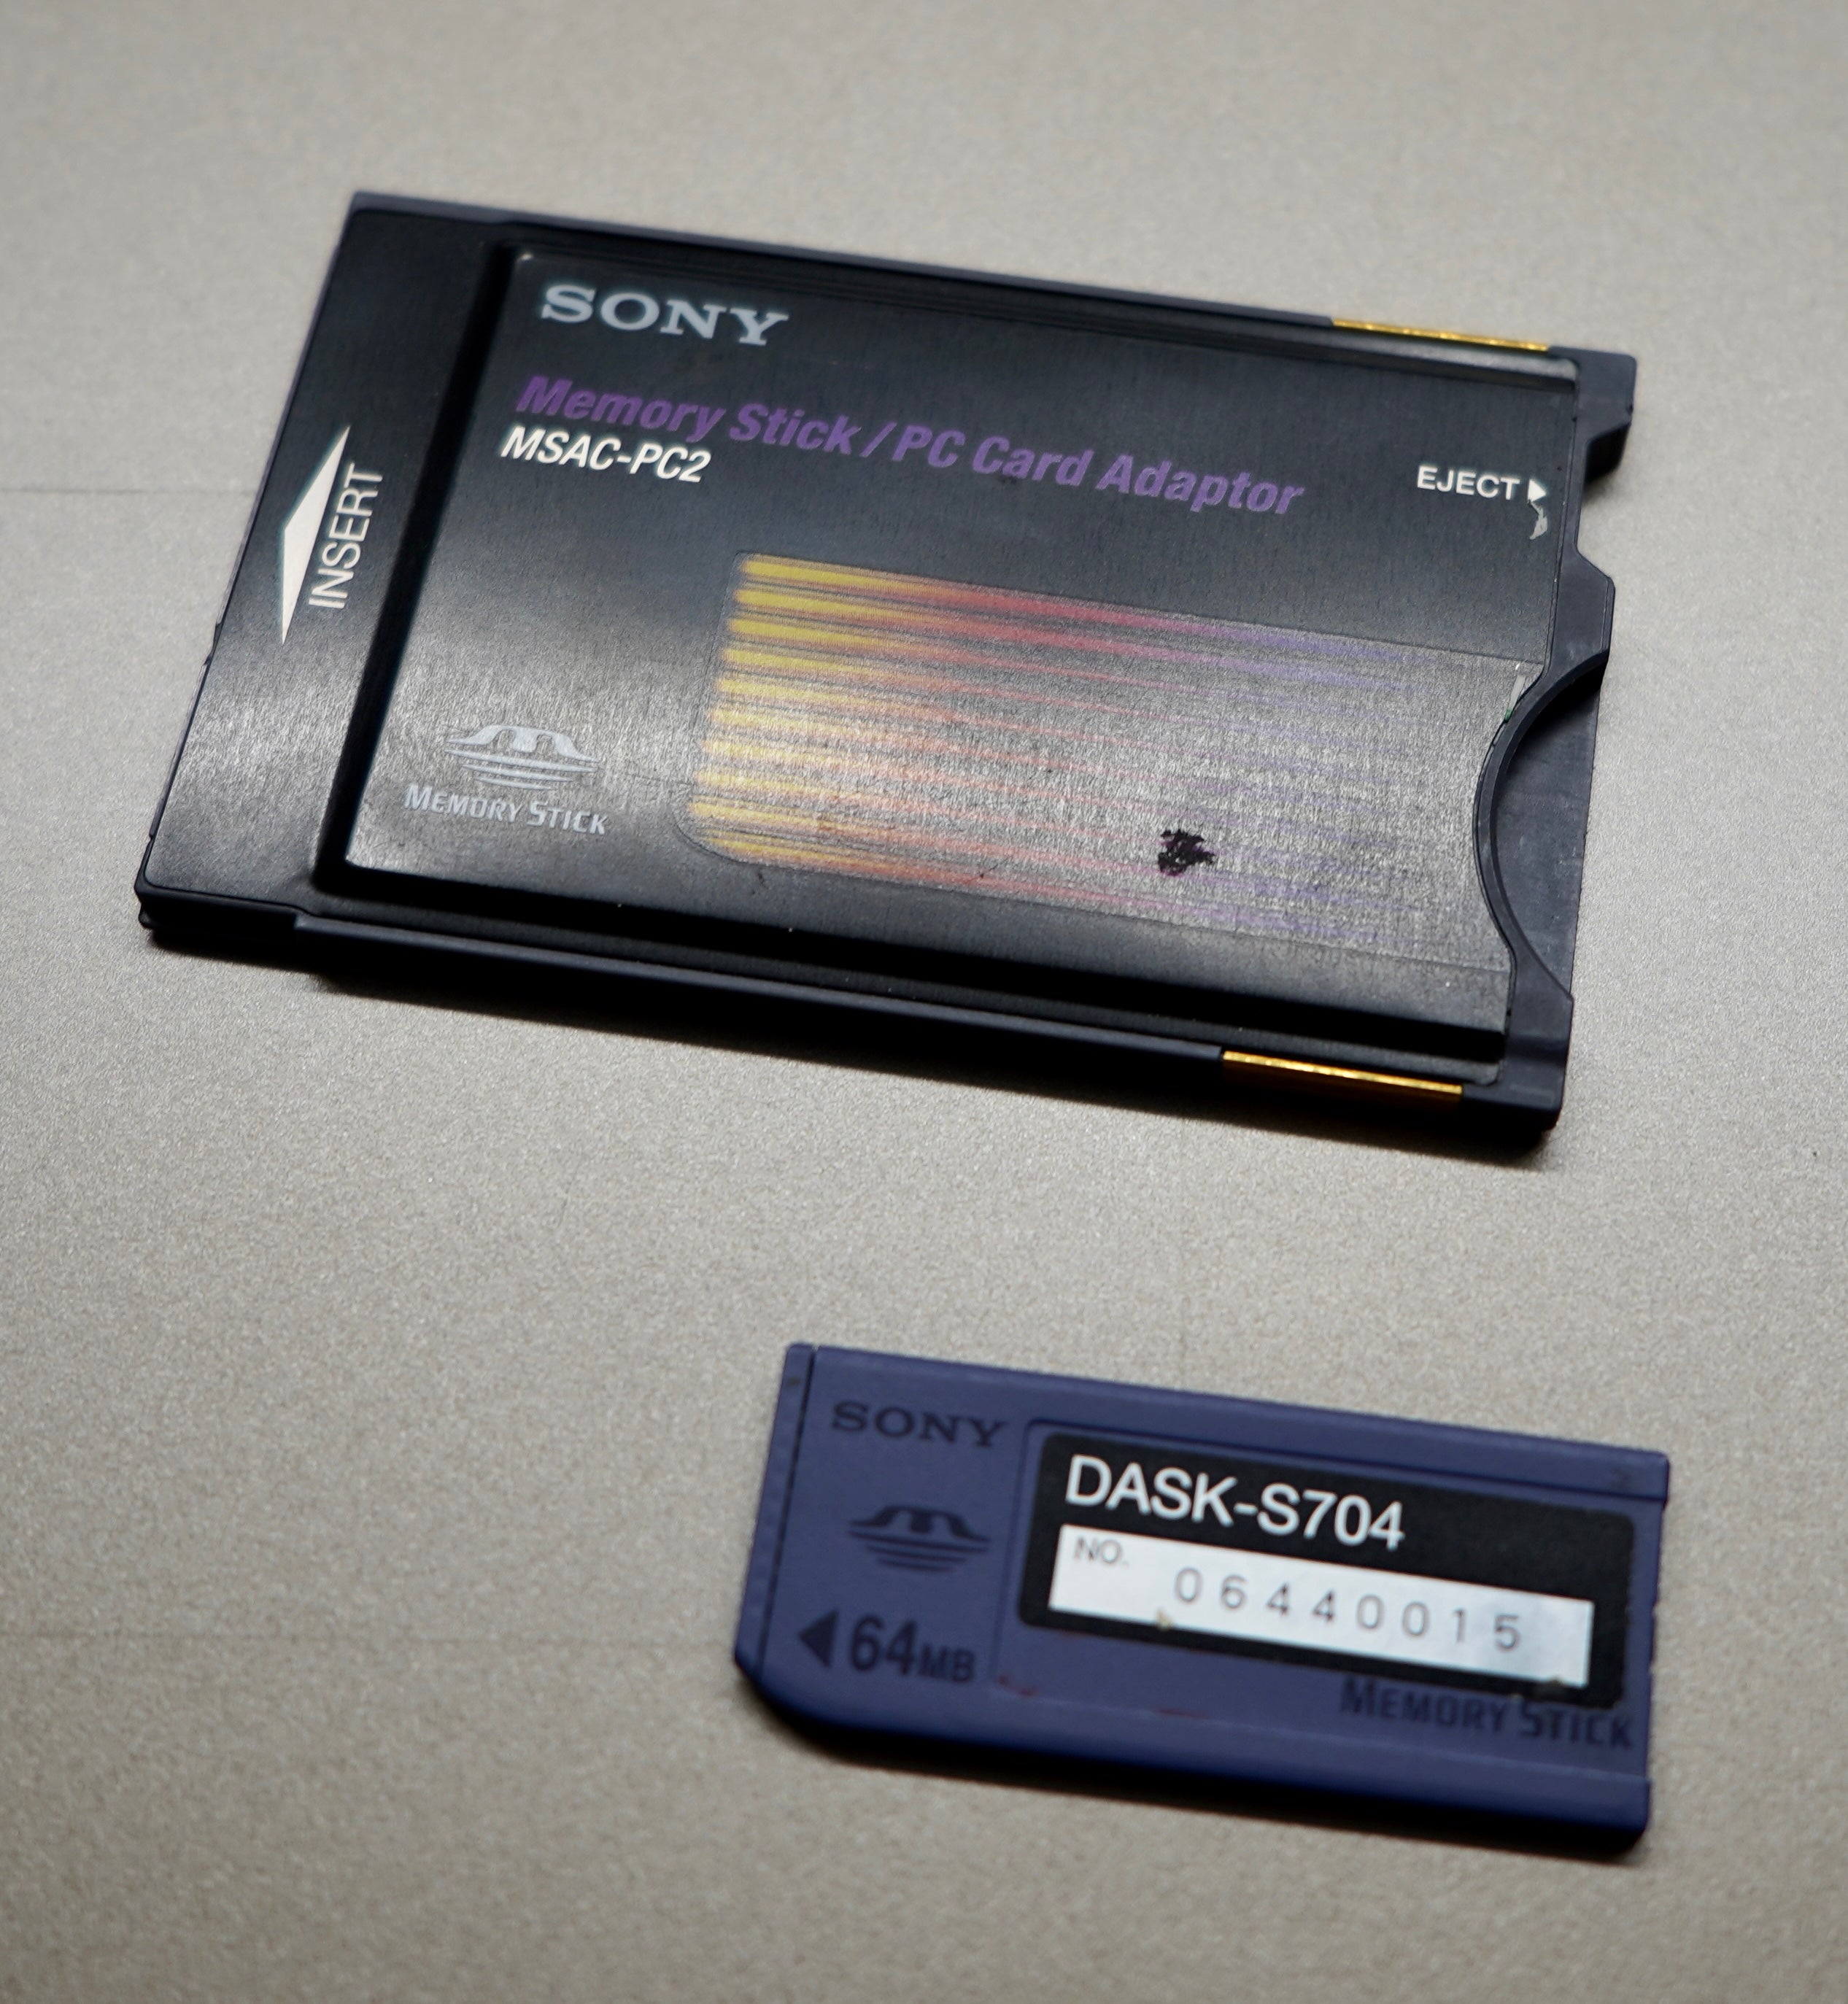 SONY
Memory Stick / PC Card Adaptor
MSAC-PC2
EJECT
INSERT
MEMORY STICK
SONY
DASK-S704
NO.
06440015
64MB
MEMORY STICK